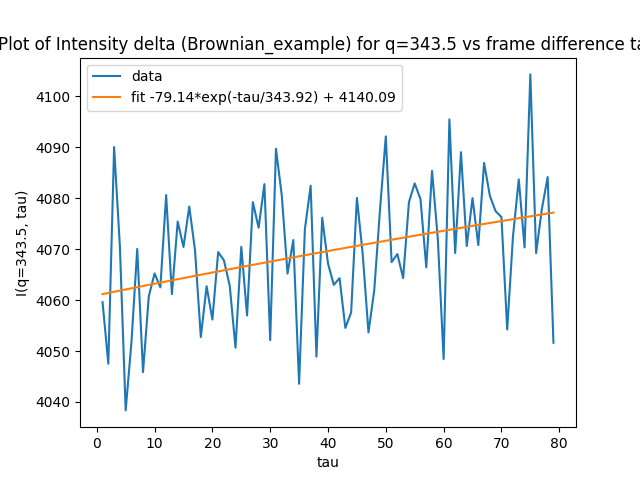 Plot of Intensity delta (Brownian_example) for q=343.5 vs frame difference ta
data
fit -79.14*exp(-tau/343.92) + 4140.09
I(q=343.5, tau)
4100
4090
4080
4070
4060
4050
4040
0 10 20 30 40 50 60 70 80
tau